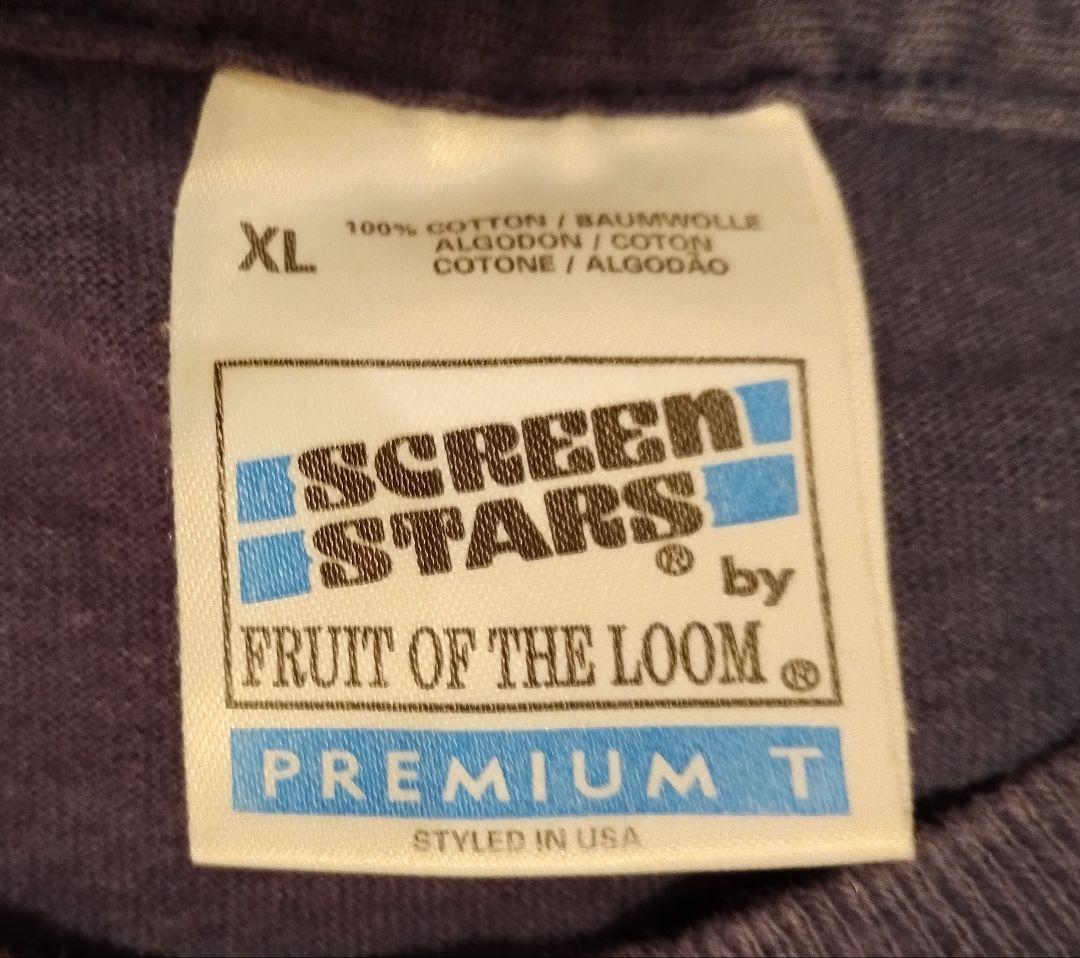 XL
100% COTTON / BAUMWOLLE
ALGODON / COTON
COTONE / ALGODÃO
SCREEN
STARS® by
FRUIT OF THE LOOM®
PREMIUM T
STYLED IN USA